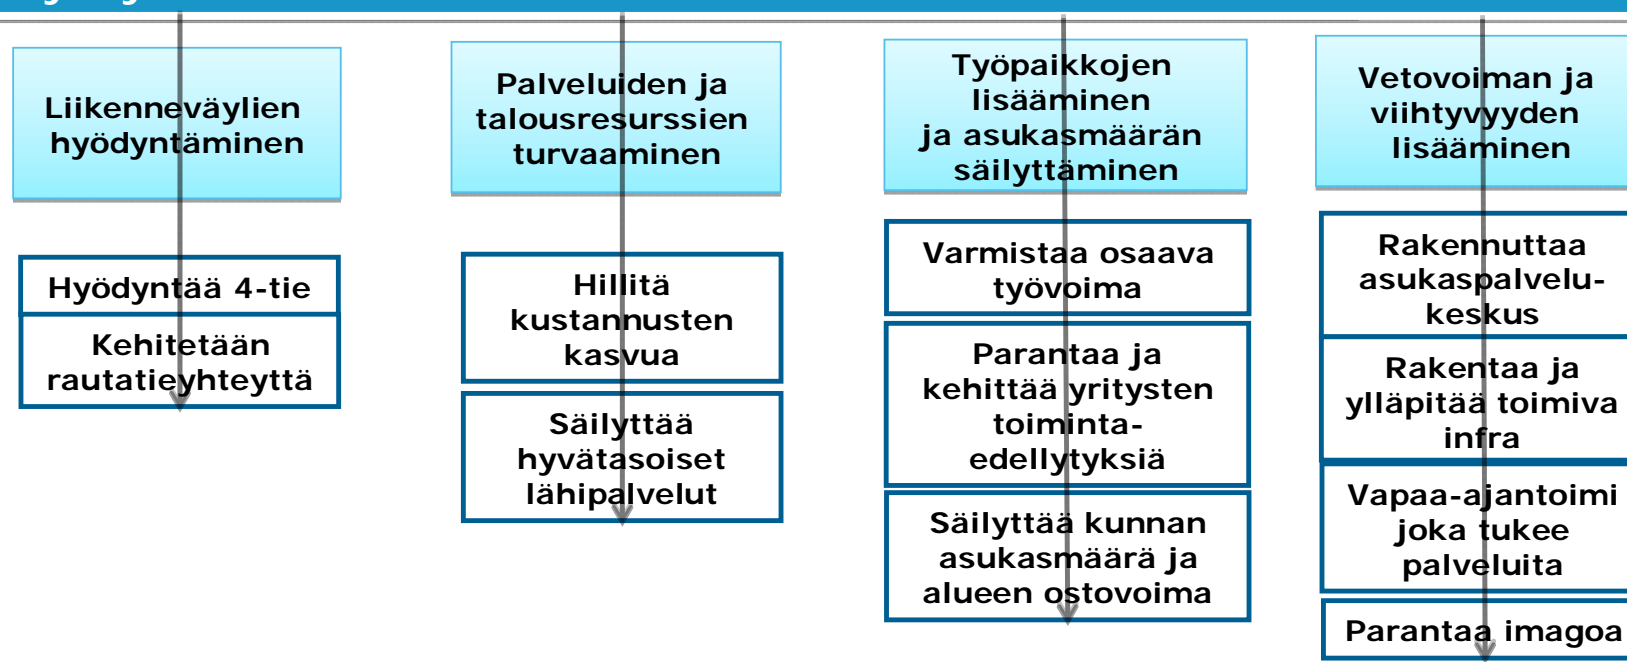 Liikenneväylien
hyödyntäminen
Hyödyntää 4-tie
Kehitetään
rautatieyhteyttä
Palveluiden ja
talousresurssien
turvaaminen
Hillitä
kustannusten
kasvua
Säilyttää
hyvätasoiset
lähipalvelut
Työpaikkojen
lisääminen
ja asukasmäärän
säilyttäminen
Varmistaa osaava
työvoima
Parantaa ja
kehittää yritysten
toiminta-
edellytyksiä
Säilyttää kunnan
asukasmäärä ja
alueen ostovoima
Vetovoiman ja
viihtyvyyden
lisääminen
Rakennuttaa
asukaspalvelu-
keskus
Rakentaa ja
ylläpitää toimiva
infra
Vapaa-ajantoimi
joka tukee
palveluita
Parantaa imagoa